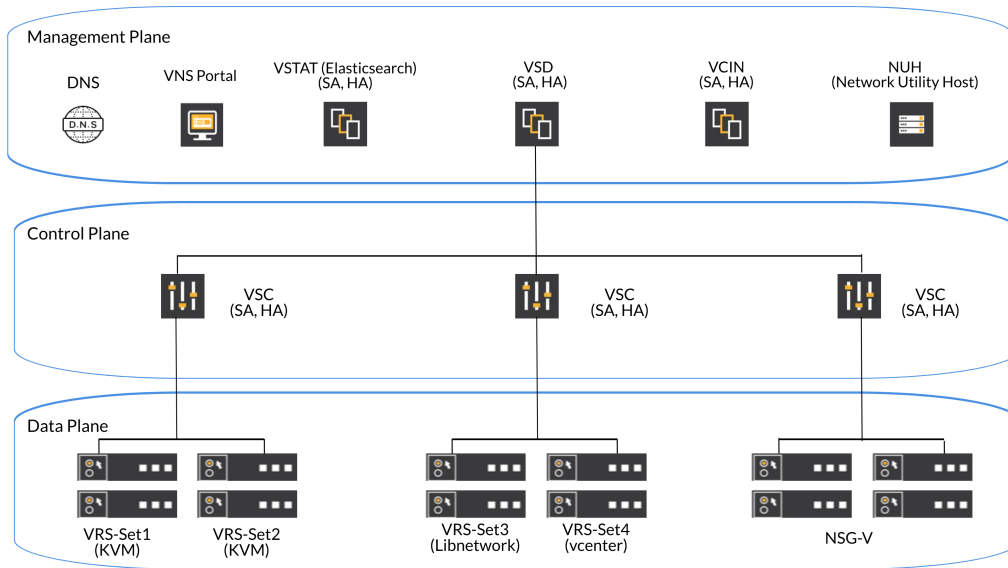 Management Plane
DNS
D.N.S
VNS Portal
VSTAT (Elasticsearch)
(SA, HA)
VSD
(SA, HA)
VCIN
(SA, HA)
NUH
(Network Utility Host)
Control Plane
VSC
(SA, HA)
VSC
(SA, HA)
VSC
(SA, HA)
Data Plane
VRS-Set1
(KVM)
VRS-Set2
(KVM)
VRS-Set3
(Libnetwork)
VRS-Set4
(vcenter)
NSG-V